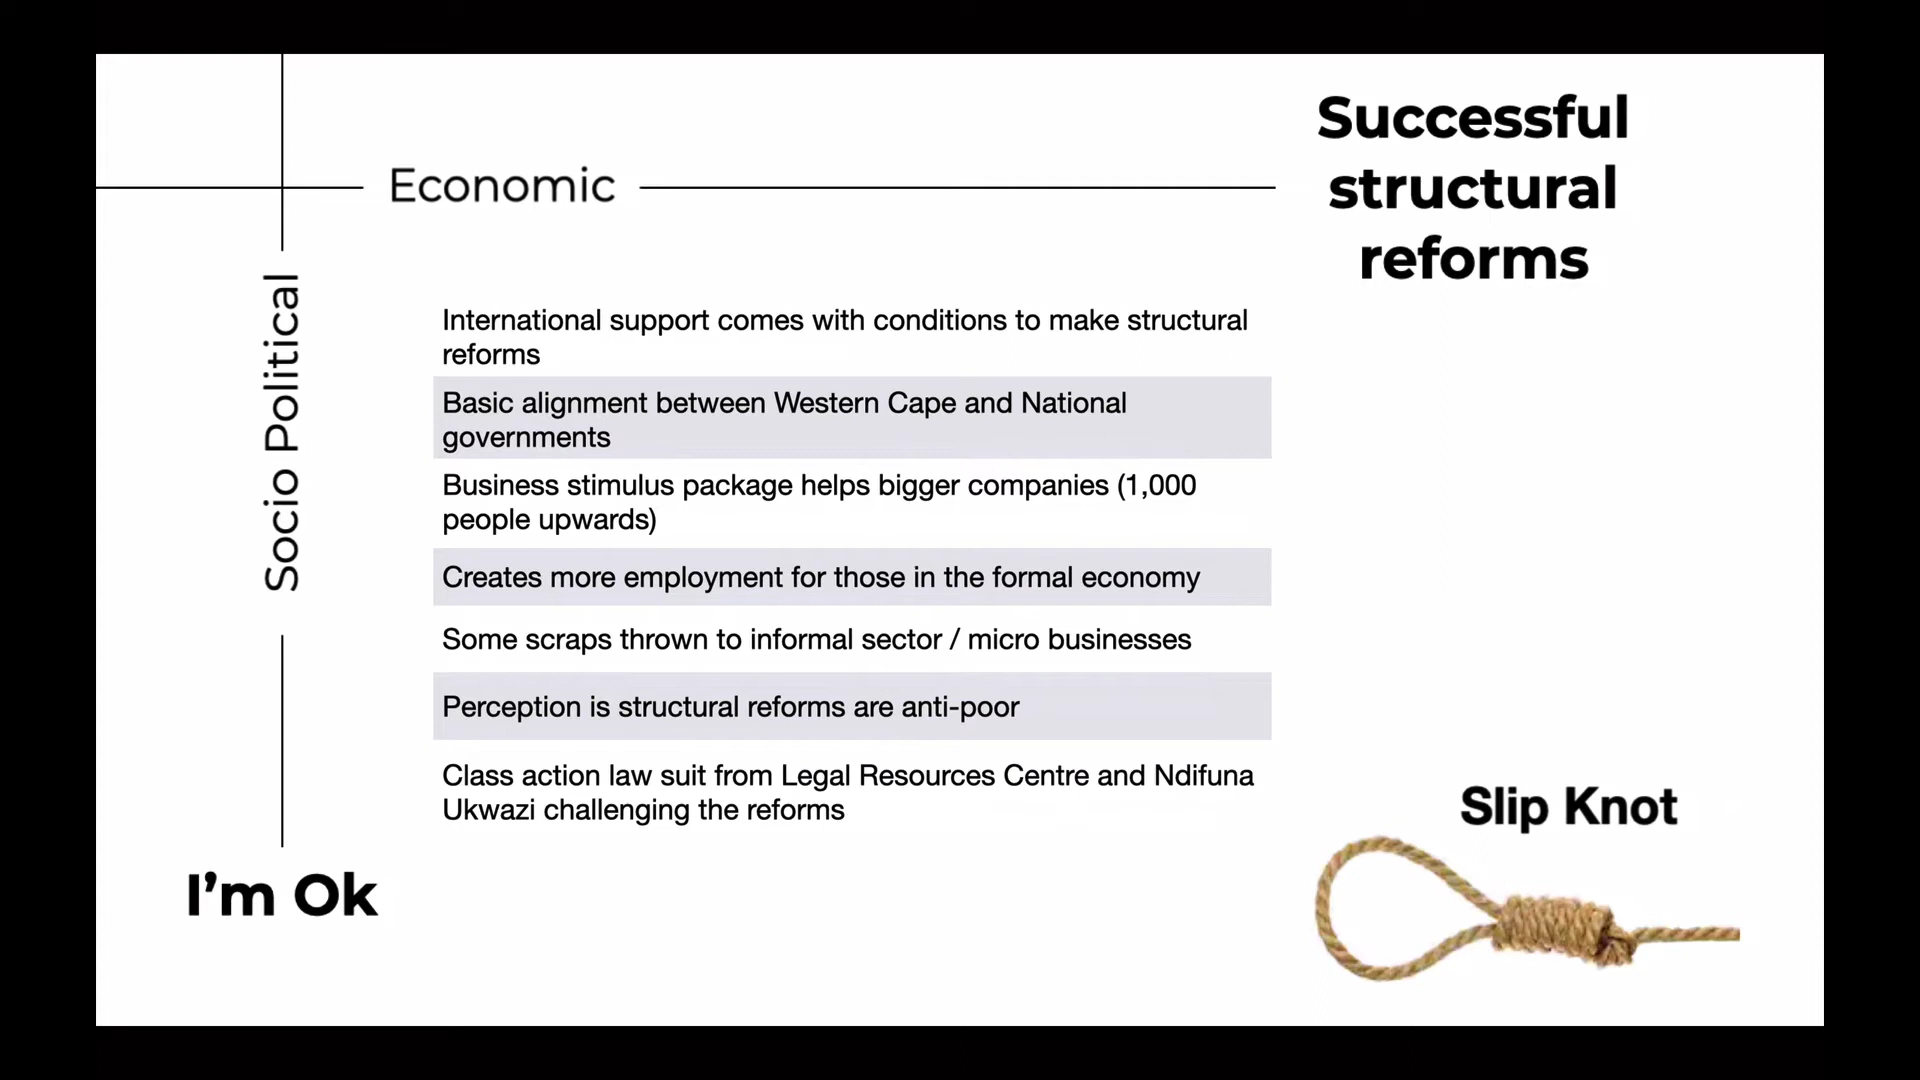 Successful
structural
reforms
Economic
Socio Political
International support comes with conditions to make structural
reforms
Basic alignment between Western Cape and National
governments
Business stimulus package helps bigger companies (1,000
people upwards)
Creates more employment for those in the formal economy
Some scraps thrown to informal sector / micro businesses
Perception is structural reforms are anti-poor
Class action law suit from Legal Resources Centre and Ndifuna
Ukwazi challenging the reforms
I’m Ok
Slip Knot